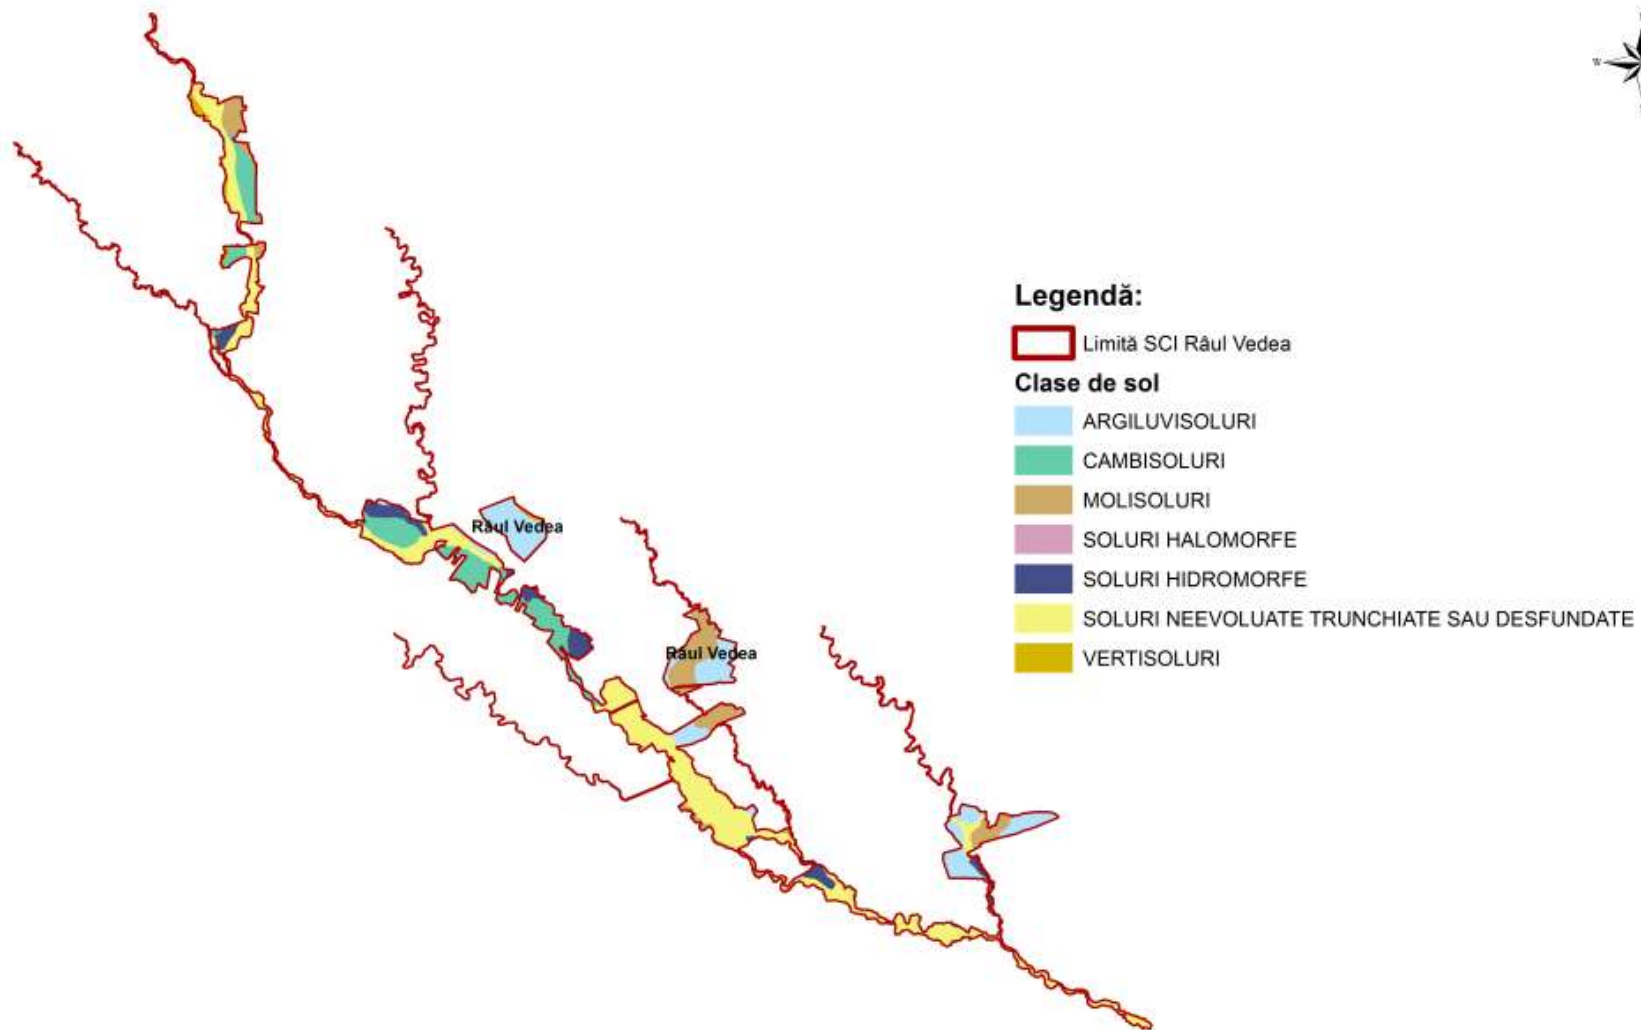 W
Legendă:
Limită SCI Râul Vedea
Clase de sol
ARGILUVISOLURI
CAMBISOLURI
MOLISOLURI
SOLURI HALOMORFE
SOLURI HIDROMORFE
SOLURI NEEVOLUATE TRUNCHIATE SAU DESFUNDATE
VERTISOLURI
Râul Vedea
Râul Vedea